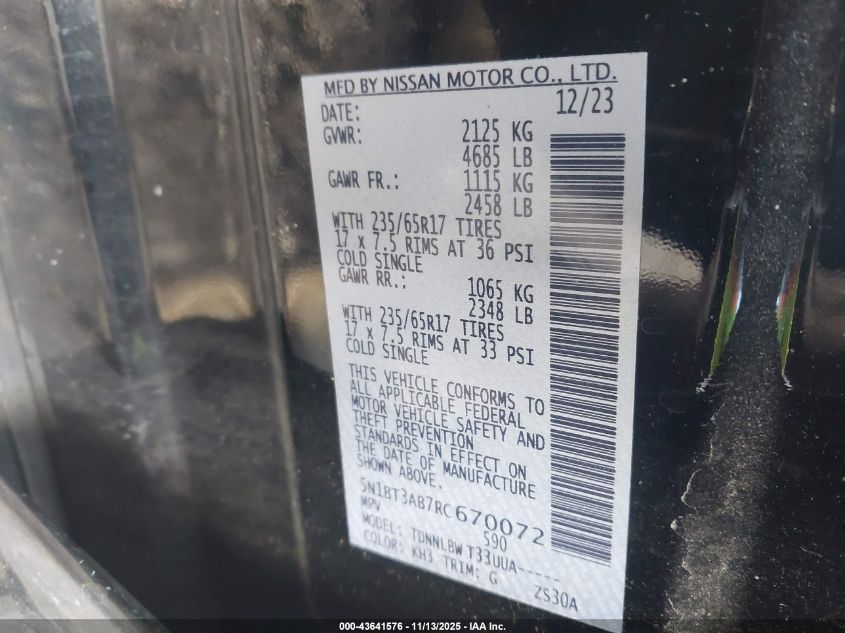 MFD BY NISSAN MOTOR CO., LTD.
DATE: 12/23
GVWR: 2125 KG
4685 LB
GAWR FR.: 1115 KG
2458 LB
WITH 235/65R17 TIRES
17 x 7.5 RIMS AT 36 PSI
COLD SINGLE
GAWR RR.: 1065 KG
2348 LB
WITH 235/65R17 TIRES
17 x 7.5 RIMS AT 33 PSI
COLD SINGLE
THIS VEHICLE CONFORMS TO
ALL APPLICABLE FEDERAL
MOTOR VEHICLE SAFETY AND
THEFT PREVENTION
STANDARDS IN EFFECT ON
THE DATE OF MANUFACTURE
SHOWN ABOVE.
5N1BT3AB7RC670072
MPV 590
MODEL: TDNNLBW T33UUA-----
COLOR: KH3 TRIM: G ZS30A
000-43641576 - 11/13/2025 - IAA Inc.